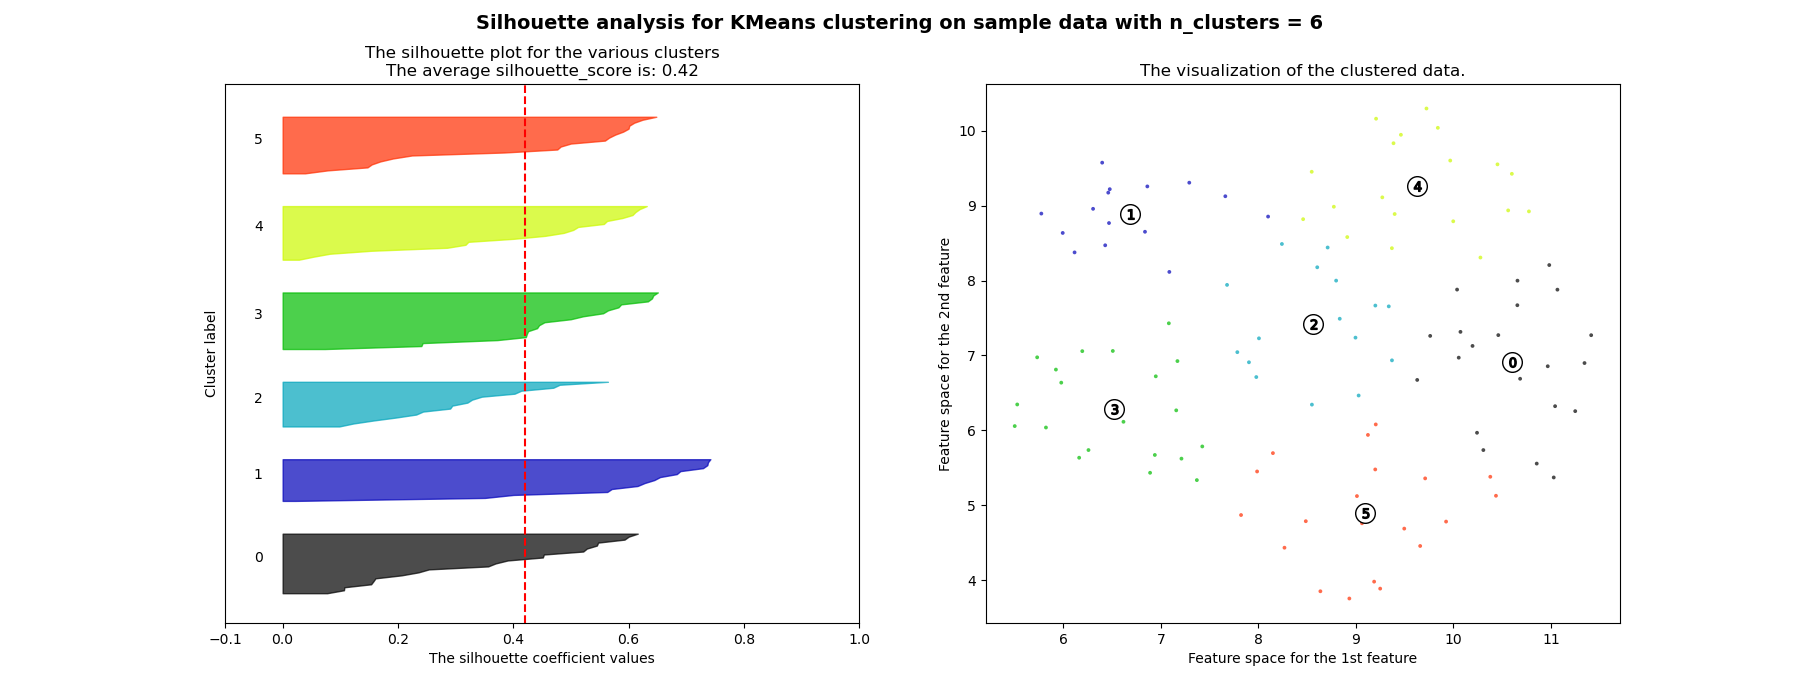 Silhouette analysis for KMeans clustering on sample data with n_clusters = 6
The silhouette plot for the various clusters
The average silhouette_score is: 0.42
5
4
3
2
1
0
Cluster label
−0.1 0.0 0.2 0.4 0.6 0.8 1.0
The silhouette coefficient values
The visualization of the clustered data.
10
9
8
7
6
5
4
Feature space for the 2nd feature
4
1
2
0
3
5
6 7 8 9 10 11
Feature space for the 1st feature